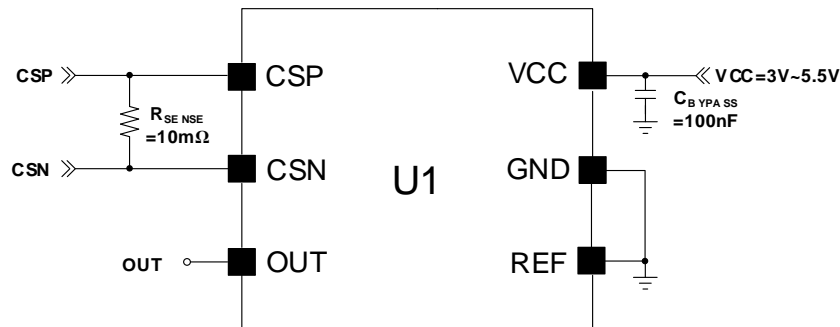 CSP
CSP
VCC
VCC=3V~5.5V
RSENSE
=10mΩ
CBYPASS
=100nF
CSN
CSN
U1
GND
OUT
OUT
REF